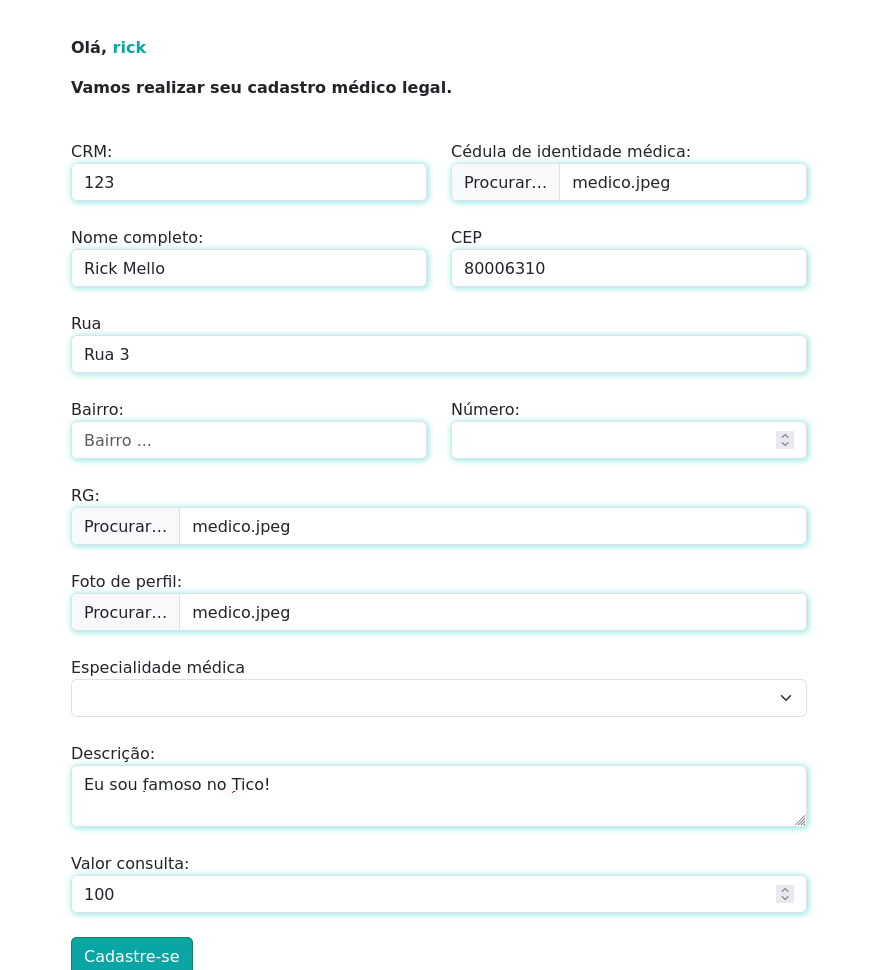 Olá, rick
Vamos realizar seu cadastro médico legal.
CRM:
123
Cédula de identidade médica:
Procurar... medico.jpeg
Nome completo:
Rick Mello
CEP
80006310
Rua
Rua 3
Bairro:
Bairro ...
Número:
RG:
Procurar... medico.jpeg
Foto de perfil:
Procurar... medico.jpeg
Especialidade médica
Descrição:
Eu sou famoso no Tico!
Valor consulta:
100
Cadastre-se